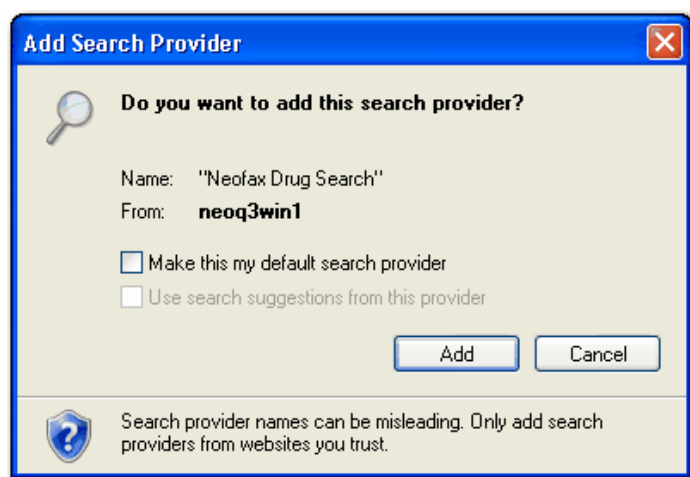 Add Search Provider
Do you want to add this search provider?
Name: "Neofax Drug Search"
From: neoq3win1
Make this my default search provider
Use search suggestions from this provider
Add Cancel
Search provider names can be misleading. Only add search
providers from websites you trust.